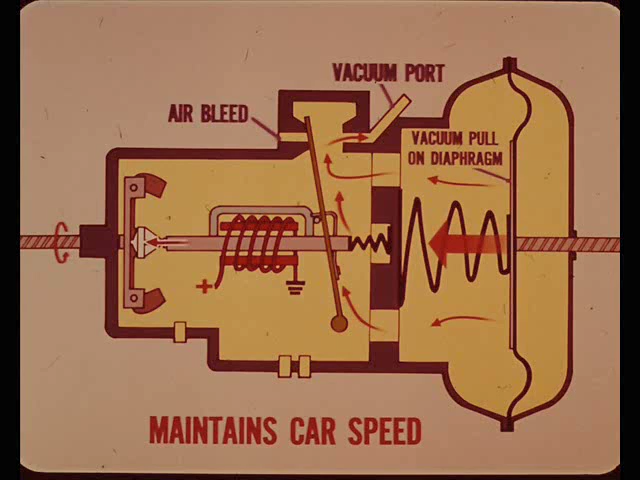 VACUUM PORT
AIR BLEED
VACUUM PULL
ON DIAPHRAGM
+
MAINTAINS CAR SPEED